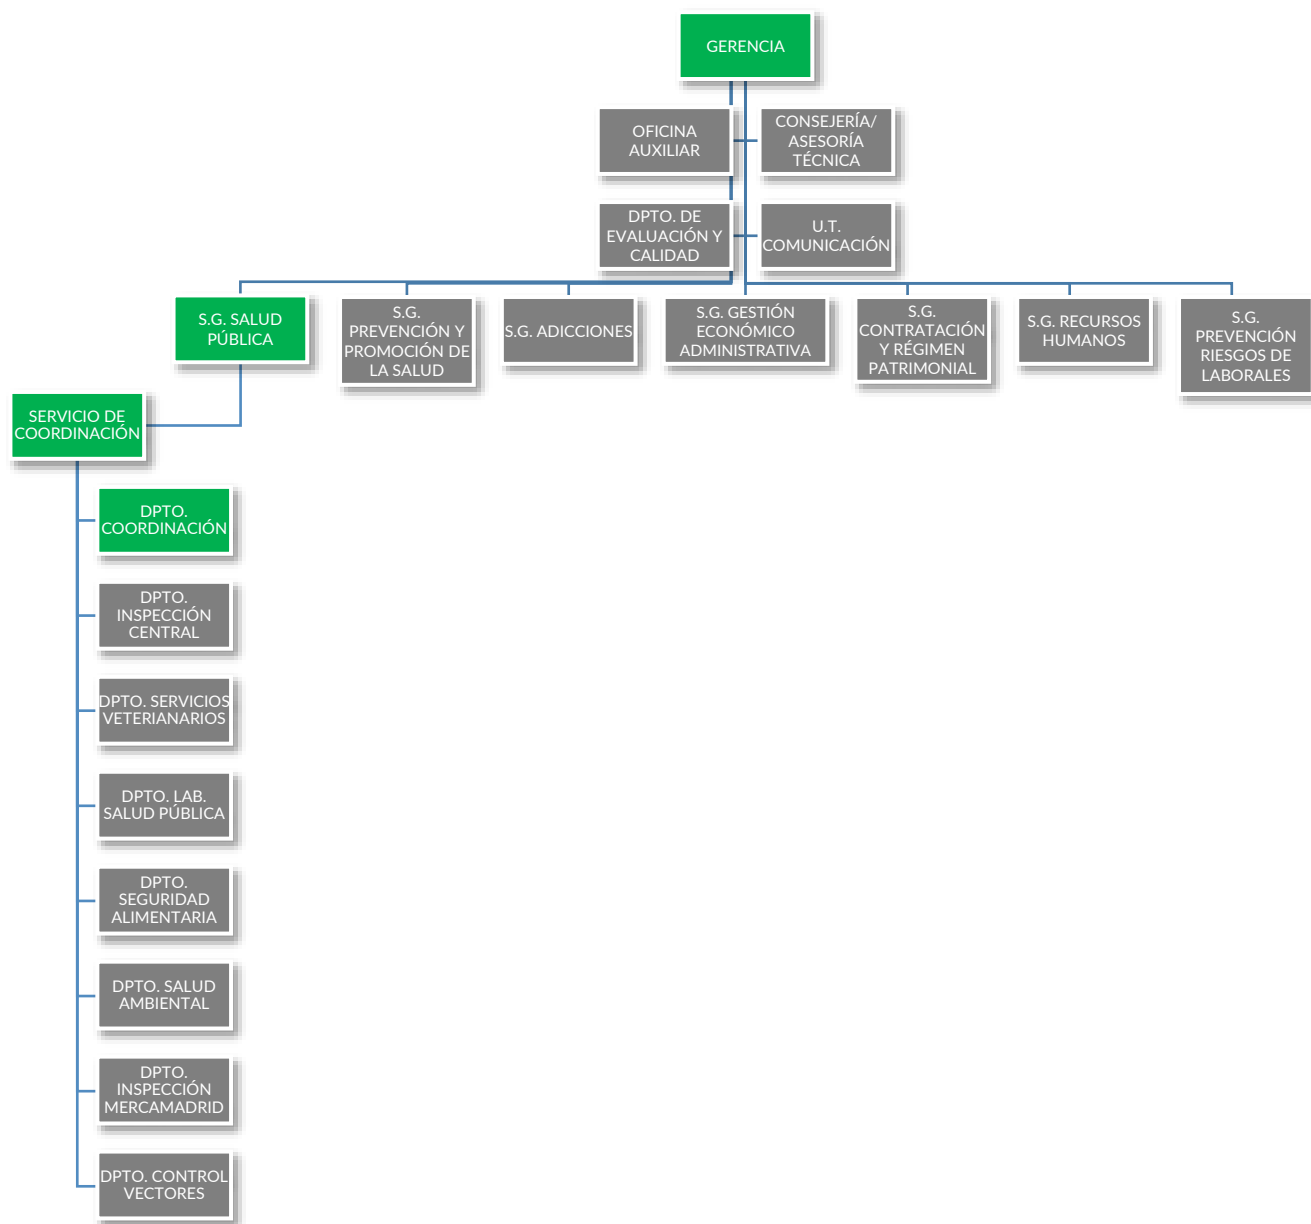 GERENCIA
OFICINA
AUXILIAR
CONSEJERÍA/
ASESORÍA
TÉCNICA
DPTO. DE
EVALUACIÓN Y
CALIDAD
U.T.
COMUNICACIÓN
S.G. SALUD
PÚBLICA
S.G.
PREVENCIÓN Y
PROMOCIÓN DE
LA SALUD
S.G. ADICCIONES
S.G. GESTIÓN
ECONÓMICO
ADMINISTRATIVA
S.G.
CONTRATACIÓN
Y RÉGIMEN
PATRIMONIAL
S.G. RECURSOS
HUMANOS
S.G.
PREVENCIÓN
RIESGOS DE
LABORALES
SERVICIO DE
COORDINACIÓN
DPTO.
COORDINACIÓN
DPTO.
INSPECCIÓN
CENTRAL
DPTO. SERVICIOS
VETERIANARIOS
DPTO. LAB.
SALUD PÚBLICA
DPTO.
SEGURIDAD
ALIMENTARIA
DPTO. SALUD
AMBIENTAL
DPTO.
INSPECCIÓN
MERCAMADRID
DPTO. CONTROL
VECTORES